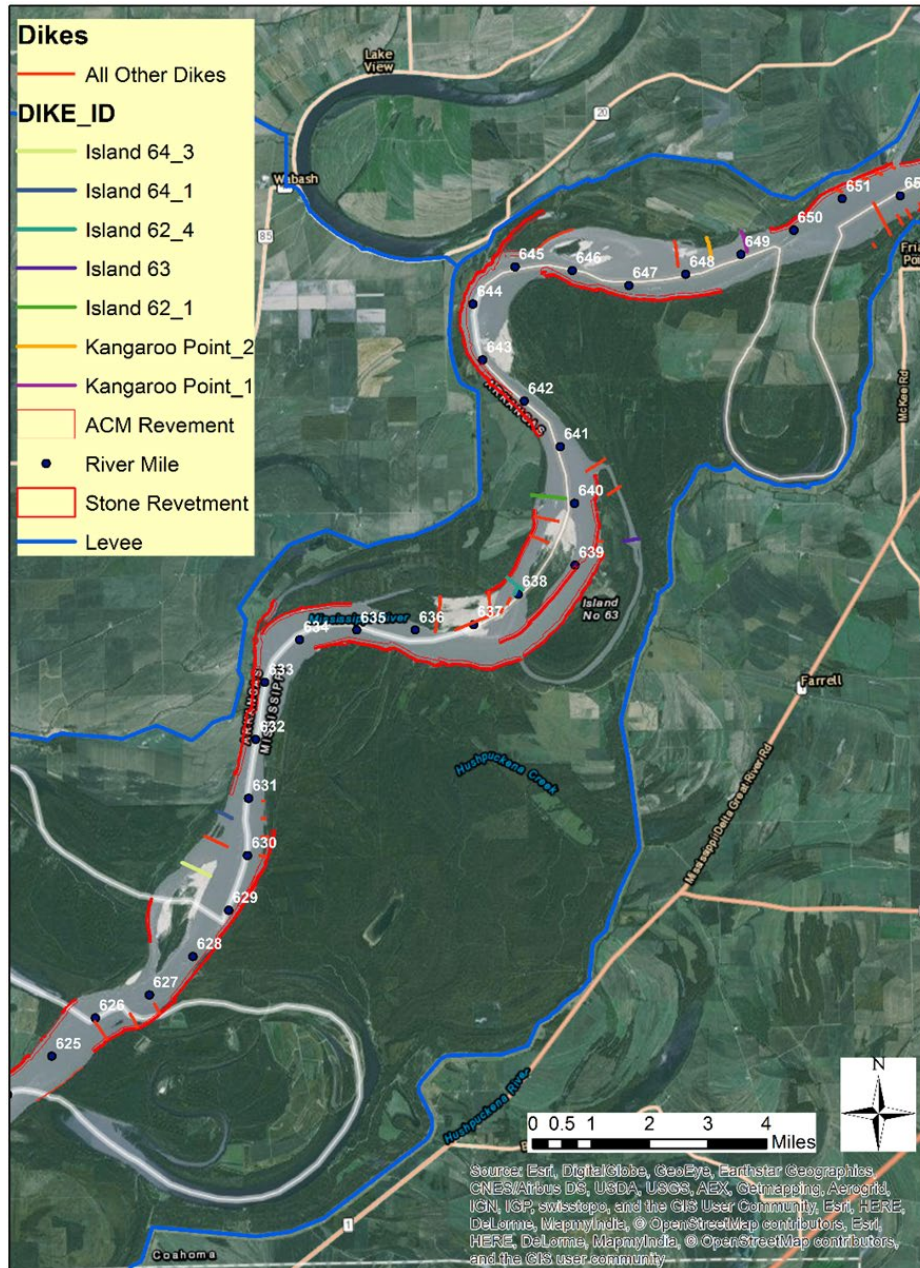 Dikes
All Other Dikes
DIKE_ID
Island 64_3
Island 64_1
Island 62_4
Island 63
Island 62_1
Kangaroo Point_2
Kangaroo Point_1
ACM Revement
River Mile
Stone Revetment
Levee
Lake
View
20
Wabash
85
651
650
649
648
647
646
645
644
643
642
641
640
639
638
637
636
635
634
633
632
631
630
629
628
627
626
625
McKee Rd
ARKANSAS
Mississippi River
Island
No 63
ARKANSAS
Farrell
Hushpuckena Creek
Mississippi Delta Great River Rd
Hushpuckena River
N
0 0.5 1 2 3 4
Miles
1
Coahoma
Source: Esri, DigitalGlobe, GeoEye, Earthstar Geographics,
CNES/Airbus DS, USDA, USGS, AEX, Getmapping, Aerogrid,
IGN, IGP, swisstopo, and the GIS User Community, Esri, HERE,
DeLorme, MapmyIndia, © OpenStreetMap contributors, Esri,
HERE, DeLorme, MapmyIndia, © OpenStreetMap contributors,
and the GIS user community